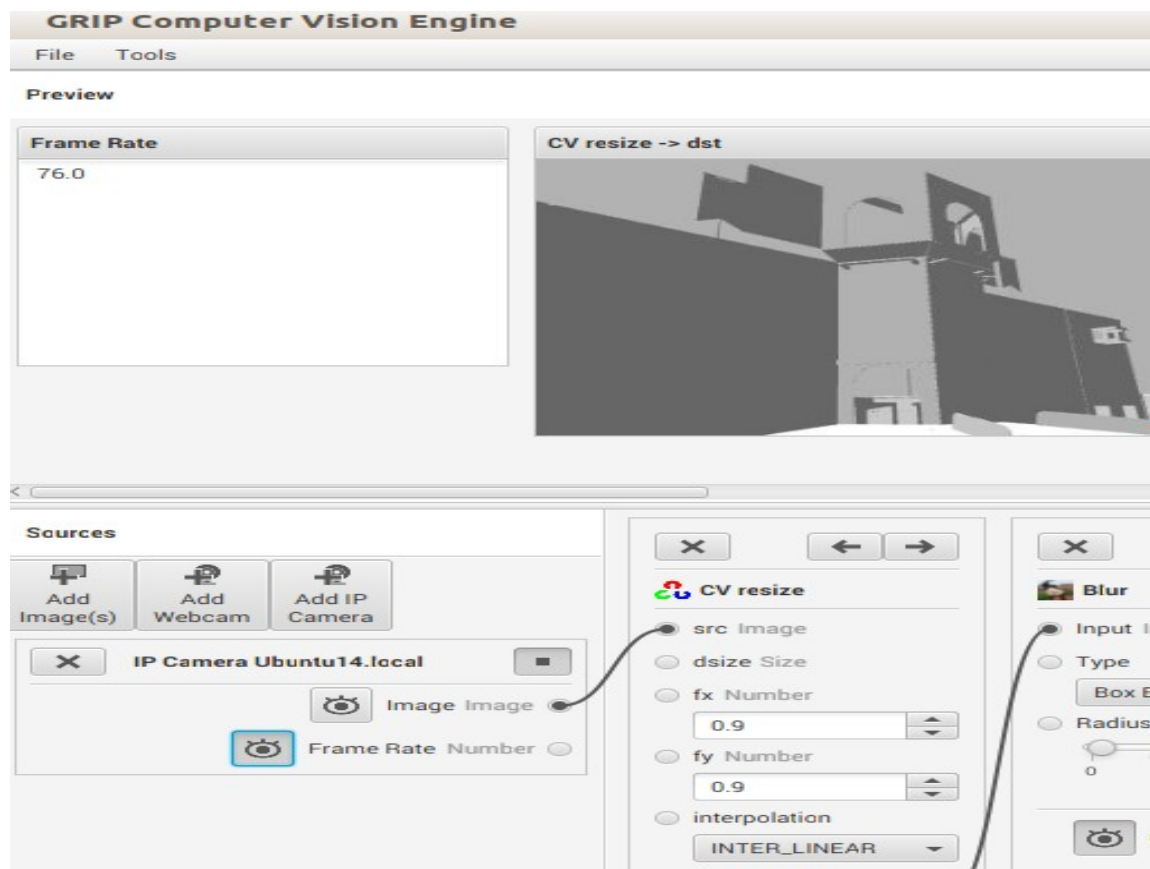 GRIP Computer Vision Engine
File Tools
Preview
Frame Rate
76.0
CV resize -> dst
Sources
Add Image(s)
Add Webcam
Add IP Camera
IP Camera Ubuntu14.local
Image Image
Frame Rate Number
CV resize
src Image
dsize Size
fx Number
0.9
fy Number
0.9
interpolation
INTER_LINEAR
Blur
Input
Type
Box
Radius
0